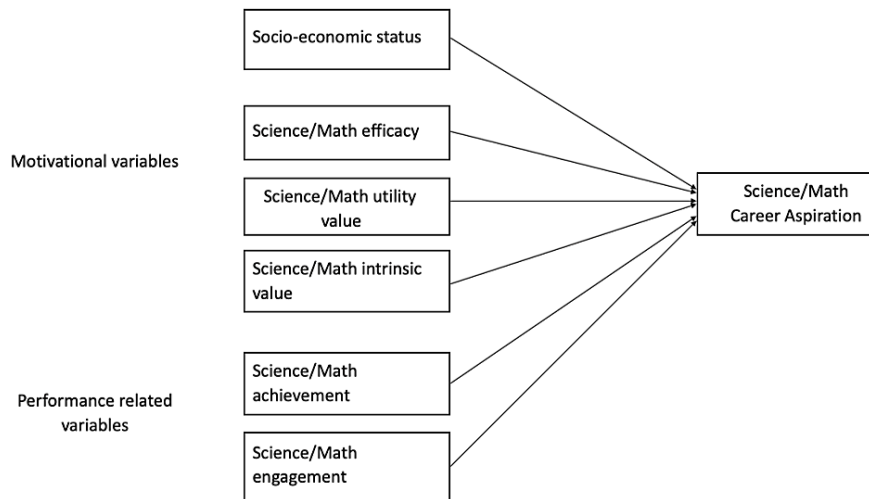 Socio-economic status
Science/Math efficacy
Motivational variables
Science/Math utility
value
Science/Math intrinsic
value
Science/Math
Career Aspiration
Science/Math
achievement
Performance related
variables
Science/Math
engagement